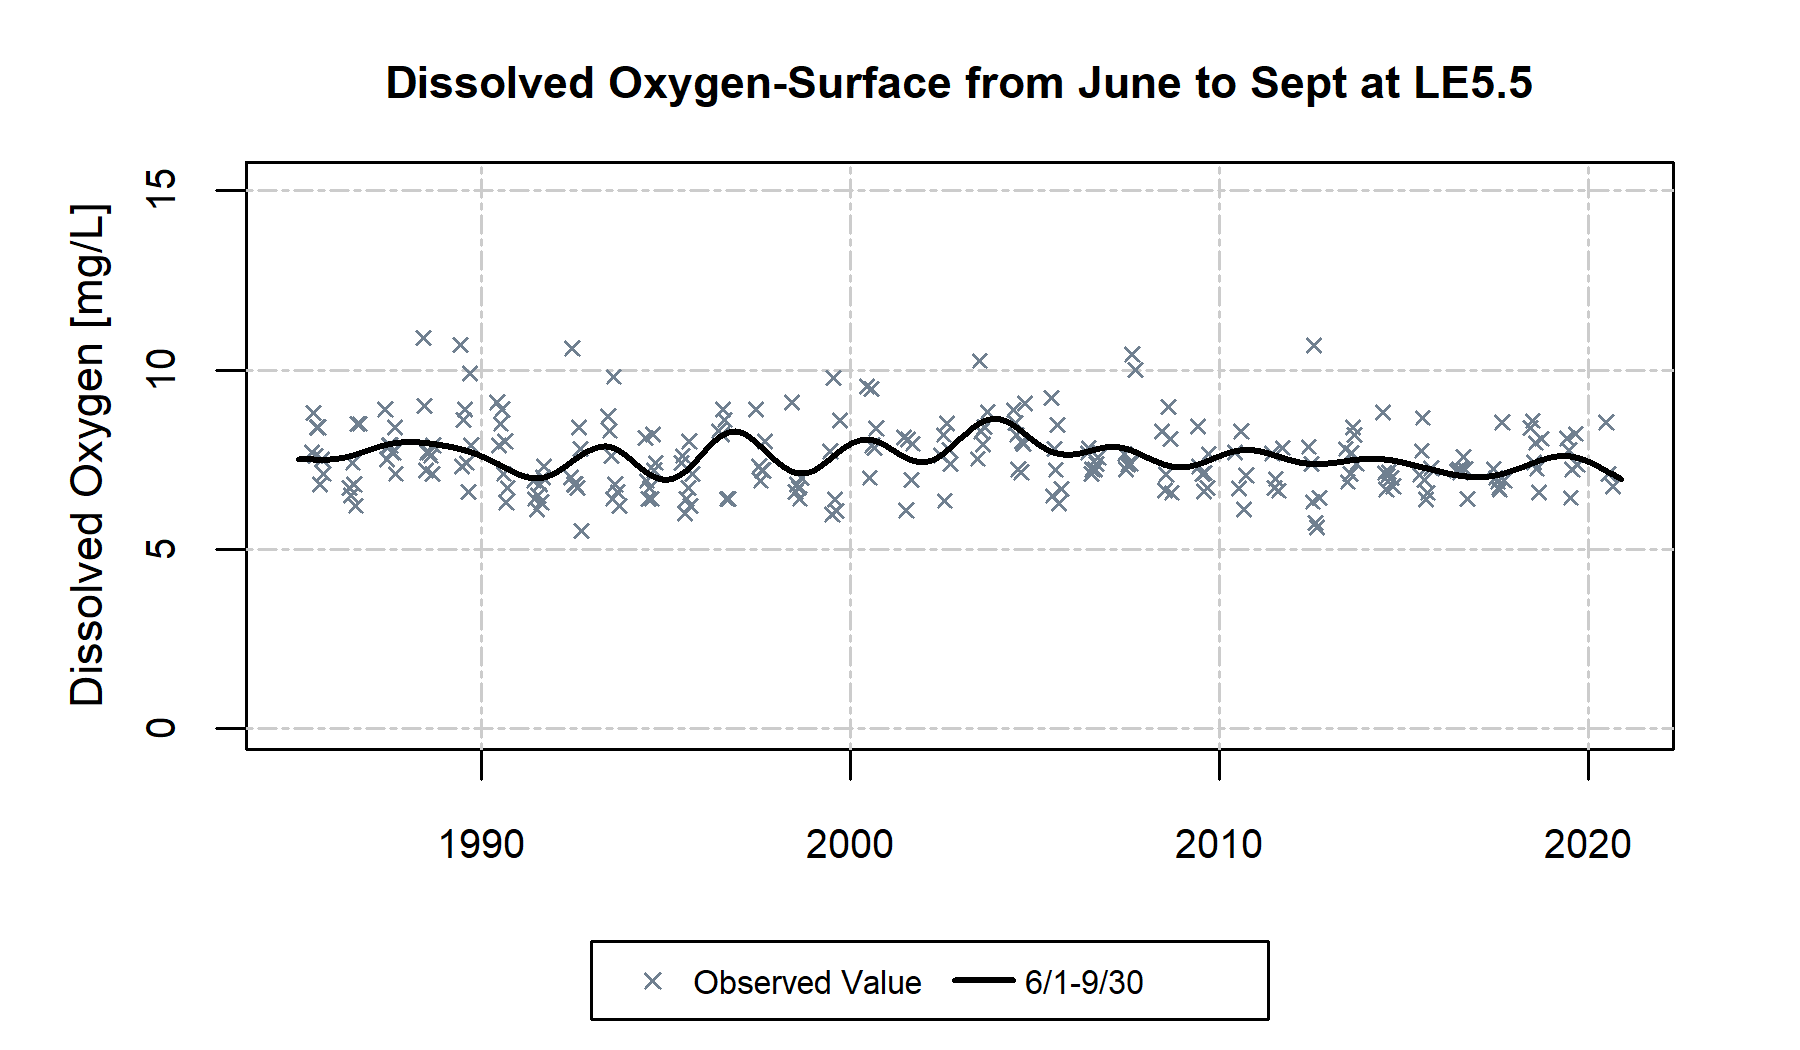 Dissolved Oxygen-Surface from June to Sept at LE5.5
Dissolved Oxygen [mg/L]
15
10
5
0
1990 2000 2010 2020
Observed Value 6/1-9/30